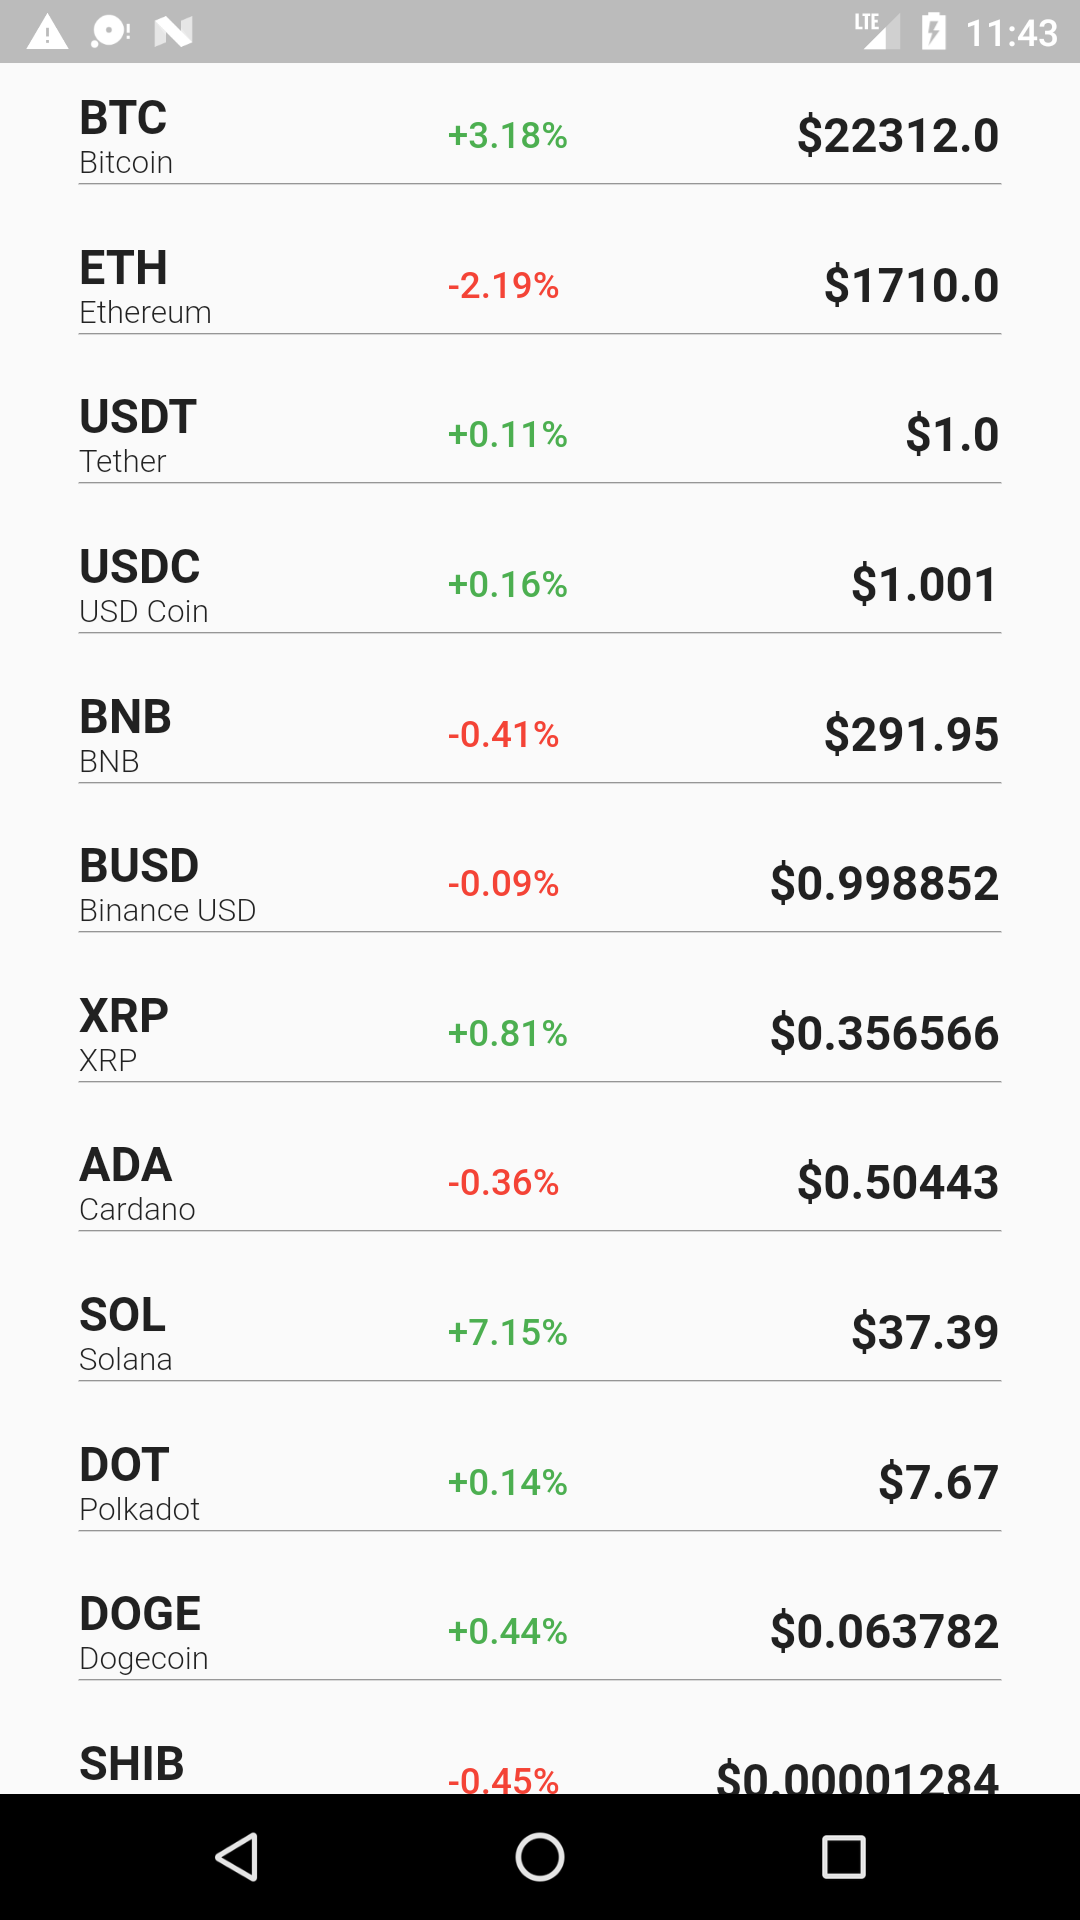 LTE 11:43
BTC
Bitcoin
+3.18%
$22312.0
ETH
Ethereum
-2.19%
$1710.0
USDT
Tether
+0.11%
$1.0
USDC
USD Coin
+0.16%
$1.001
BNB
BNB
-0.41%
$291.95
BUSD
Binance USD
-0.09%
$0.998852
XRP
XRP
+0.81%
$0.356566
ADA
Cardano
-0.36%
$0.50443
SOL
Solana
+7.15%
$37.39
DOT
Polkadot
+0.14%
$7.67
DOGE
Dogecoin
+0.44%
$0.063782
SHIB
-0.45%
$0.00001284